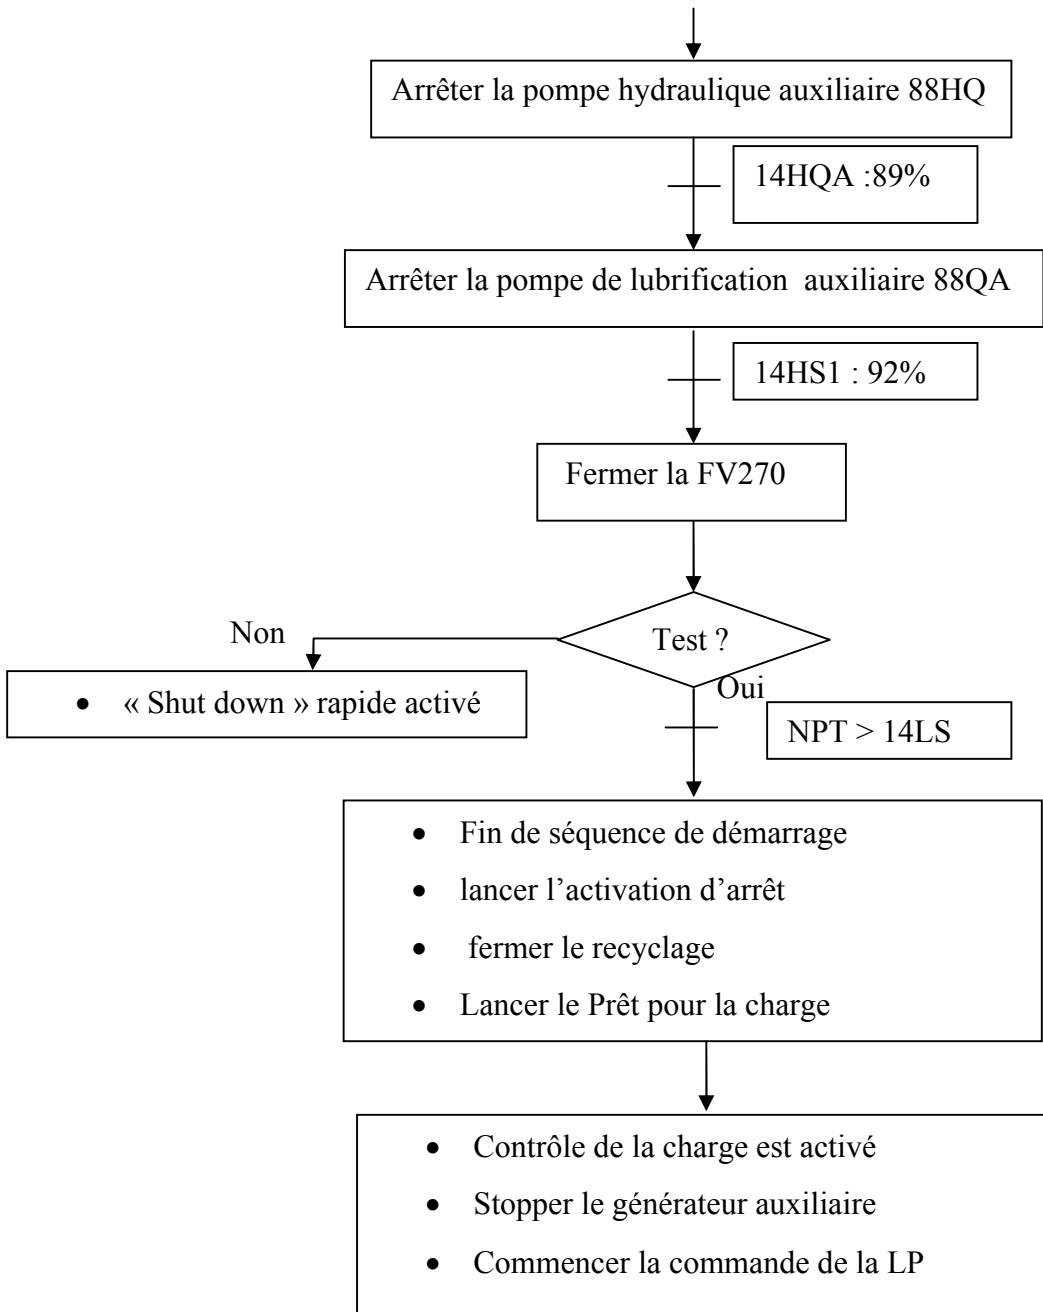 Arrêter la pompe hydraulique auxiliaire 88HQ
14HQA :89%
Arrêter la pompe de lubrification auxiliaire 88QA
14HS1 : 92%
Fermer la FV270
Test ?
Non
Oui
• « Shut down » rapide activé
NPT > 14LS
• Fin de séquence de démarrage
• lancer l’activation d’arrêt
• fermer le recyclage
• Lancer le Prêt pour la charge
• Contrôle de la charge est activé
• Stopper le générateur auxiliaire
• Commencer la commande de la LP